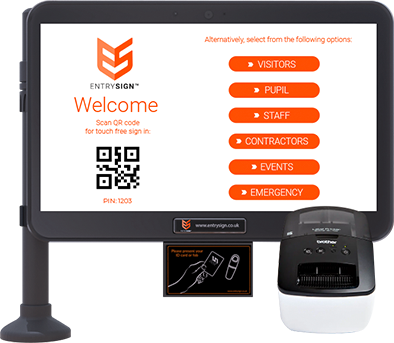 Alternatively, select from the following options:
ENTRYSIGN™
Welcome
Scan QR code
for touch free sign in:
PIN: 1203
VISITORS
PUPIL
STAFF
CONTRACTORS
EVENTS
EMERGENCY
www.entrysign.co.uk
Please present your
ID card or fob
brother